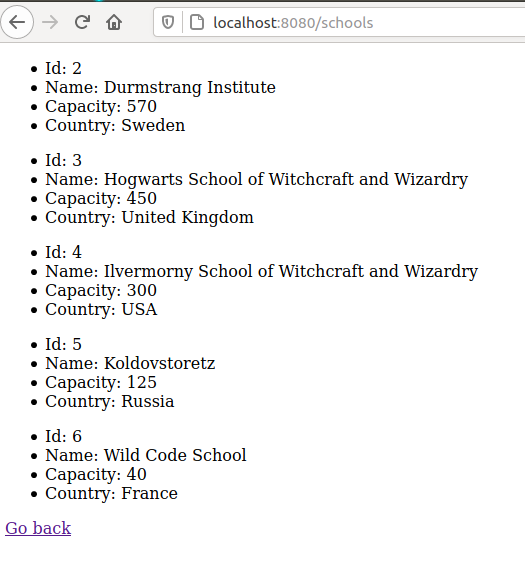 localhost:8080/schools
Id: 2
Name: Durmstrang Institute
Capacity: 570
Country: Sweden
Id: 3
Name: Hogwarts School of Witchcraft and Wizardry
Capacity: 450
Country: United Kingdom
Id: 4
Name: Ilvermorny School of Witchcraft and Wizardry
Capacity: 300
Country: USA
Id: 5
Name: Koldovstoretz
Capacity: 125
Country: Russia
Id: 6
Name: Wild Code School
Capacity: 40
Country: France
Go back